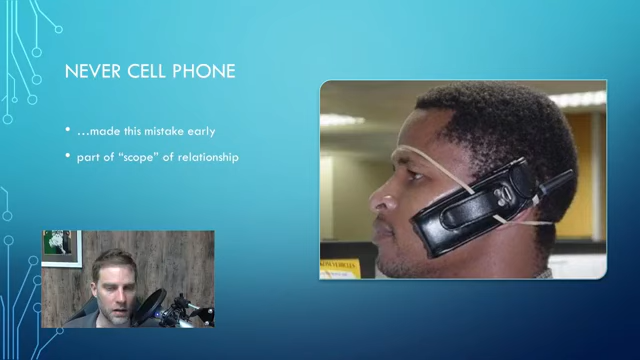 NEVER CELL PHONE
• ...made this mistake early
• part of “scope” of relationship